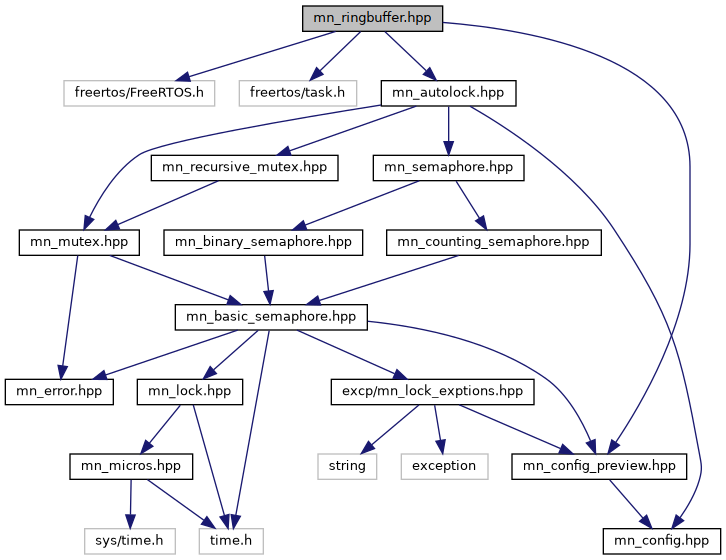 mn_ringbuffer.hpp
freertos/FreeRTOS.h
freertos/task.h
mn_autolock.hpp
mn_recursive_mutex.hpp
mn_semaphore.hpp
mn_mutex.hpp
mn_binary_semaphore.hpp
mn_counting_semaphore.hpp
mn_basic_semaphore.hpp
mn_error.hpp
mn_lock.hpp
excp/mn_lock_exptions.hpp
mn_micros.hpp
string
exception
mn_config_preview.hpp
sys/time.h
time.h
mn_config.hpp